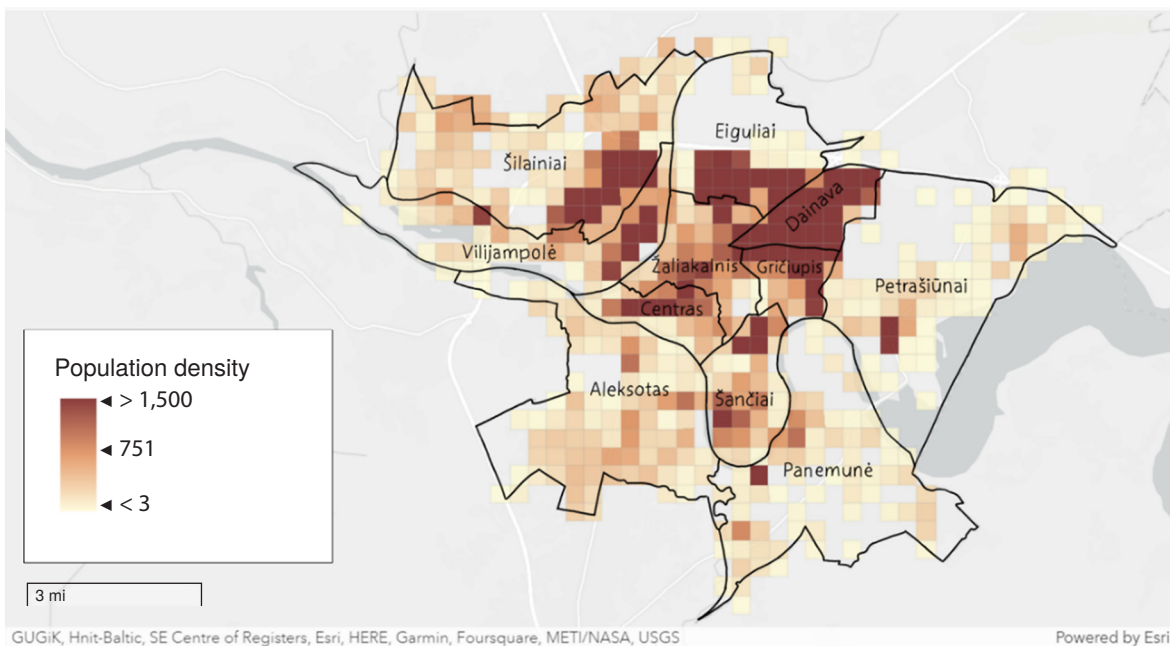 Eiguliai
Šilainiai
Dainava
Vilijampolė
Žaliakalnis
Gričiupis
Petrašiūnai
Centras
Aleksotas
Šančiai
Panemunė
Population density
◄ > 1,500
◄ 751
◄ < 3
3 mi
GUGiK, Hnit-Baltic, SE Centre of Registers, Esri, HERE, Garmin, Foursquare, METI/NASA, USGS
Powered by Esri